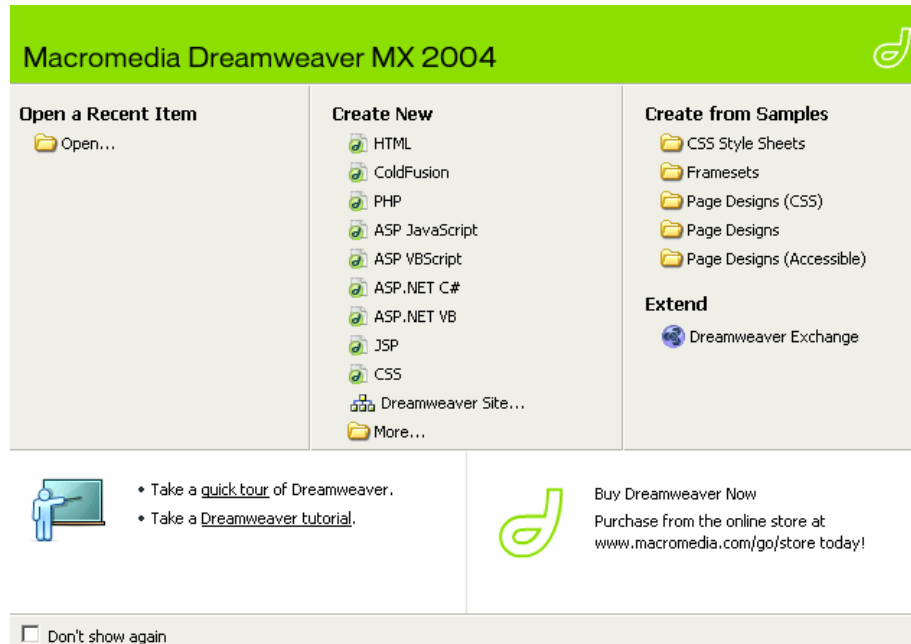 Macromedia Dreamweaver MX 2004
Open a Recent Item
Open...
Create New
HTML
ColdFusion
PHP
ASP JavaScript
ASP VBScript
ASP.NET C#
ASP.NET VB
JSP
CSS
Dreamweaver Site...
More...
Create from Samples
CSS Style Sheets
Framesets
Page Designs (CSS)
Page Designs
Page Designs (Accessible)
Extend
Dreamweaver Exchange
• Take a quick tour of Dreamweaver.
• Take a Dreamweaver tutorial.
Buy Dreamweaver Now
Purchase from the online store at
www.macromedia.com/go/store today!
Don't show again